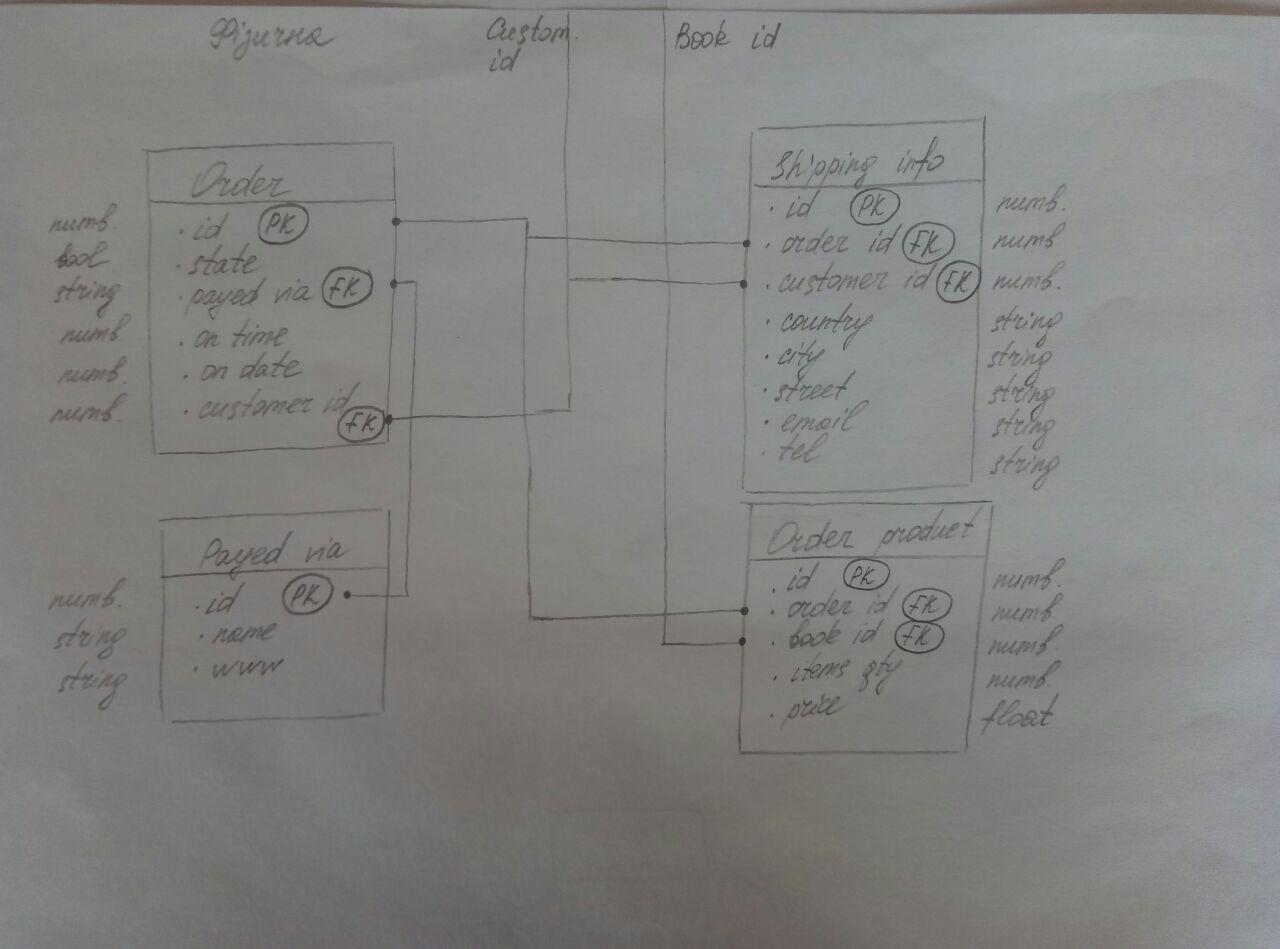 Фізична
Custom.
id
Book id
Order
numb. · id PK
bool · state
string · payed via FK
numb. · on time
numb. · on date
numb. · customer id
FK
Payed via
numb. · id PK
string · name
string · www
Shipping info
· id PK numb.
· order id FK numb
· customer id FK numb.
· country string
· city string
· street string
· email string
· tel string
Order product
· id PK numb.
· order id FK numb.
· book id FK numb.
· items qty numb.
· price float